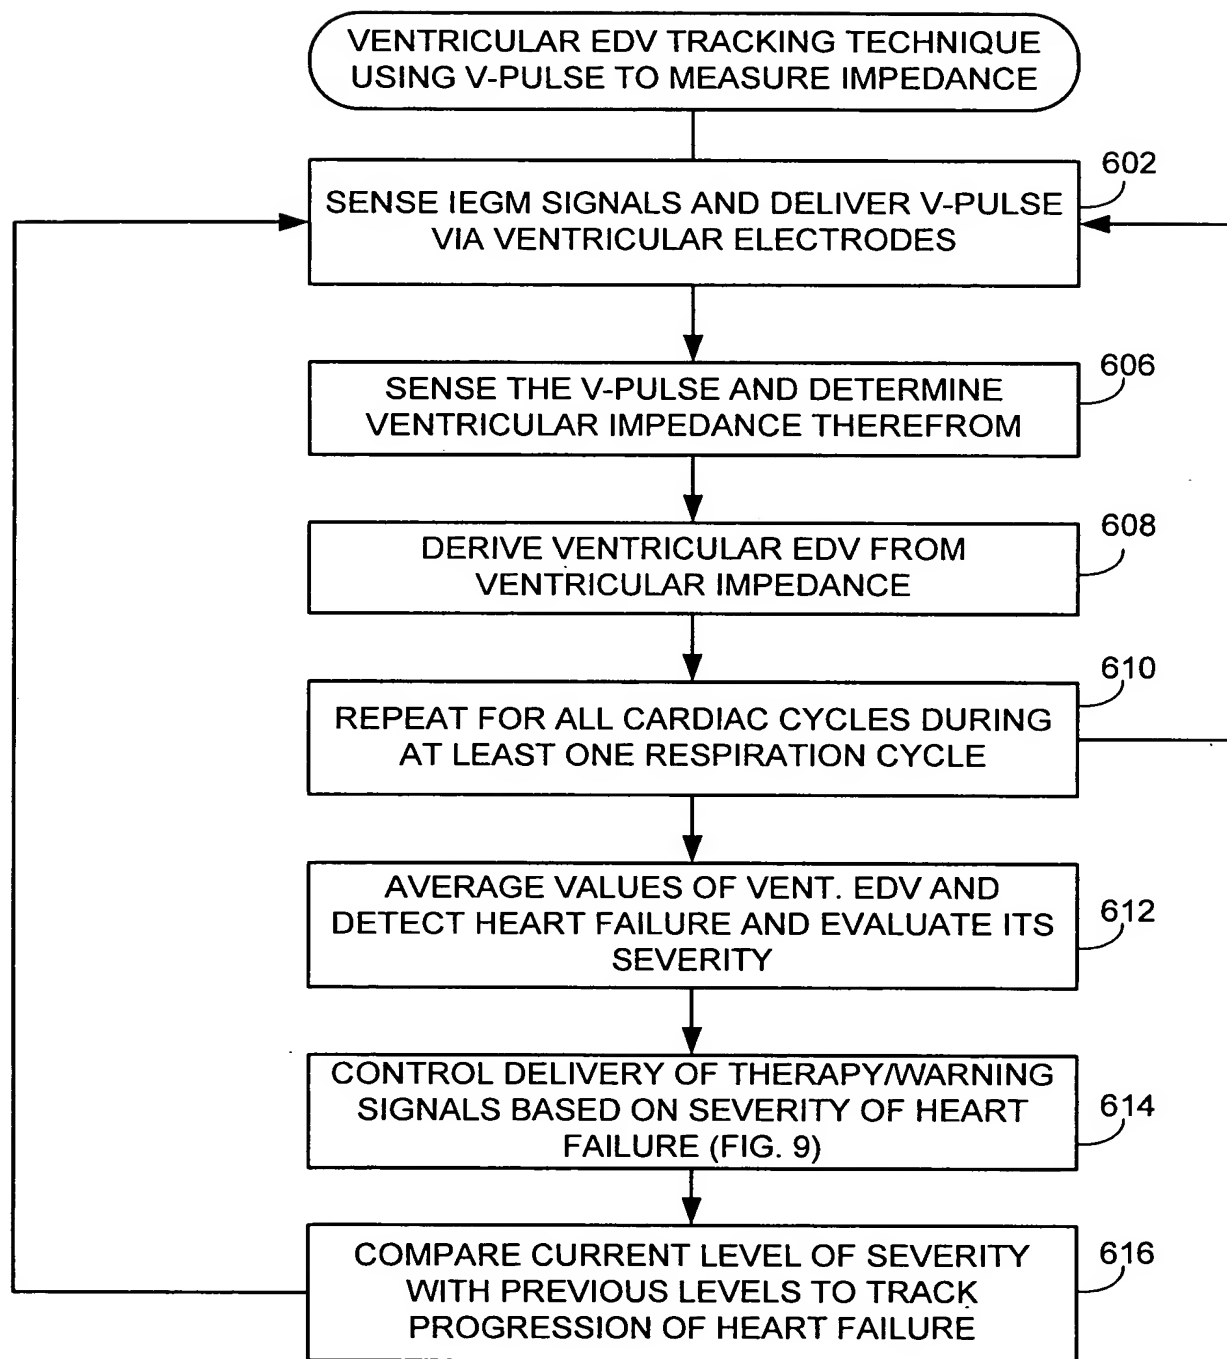 VENTRICULAR EDV TRACKING TECHNIQUE
USING V-PULSE TO MEASURE IMPEDANCE
602
SENSE IEGM SIGNALS AND DELIVER V-PULSE
VIA VENTRICULAR ELECTRODES
606
SENSE THE V-PULSE AND DETERMINE
VENTRICULAR IMPEDANCE THEREFROM
608
DERIVE VENTRICULAR EDV FROM
VENTRICULAR IMPEDANCE
610
REPEAT FOR ALL CARDIAC CYCLES DURING
AT LEAST ONE RESPIRATION CYCLE
612
AVERAGE VALUES OF VENT. EDV AND
DETECT HEART FAILURE AND EVALUATE ITS
SEVERITY
614
CONTROL DELIVERY OF THERAPY/WARNING
SIGNALS BASED ON SEVERITY OF HEART
FAILURE (FIG. 9)
616
COMPARE CURRENT LEVEL OF SEVERITY
WITH PREVIOUS LEVELS TO TRACK
PROGRESSION OF HEART FAILURE